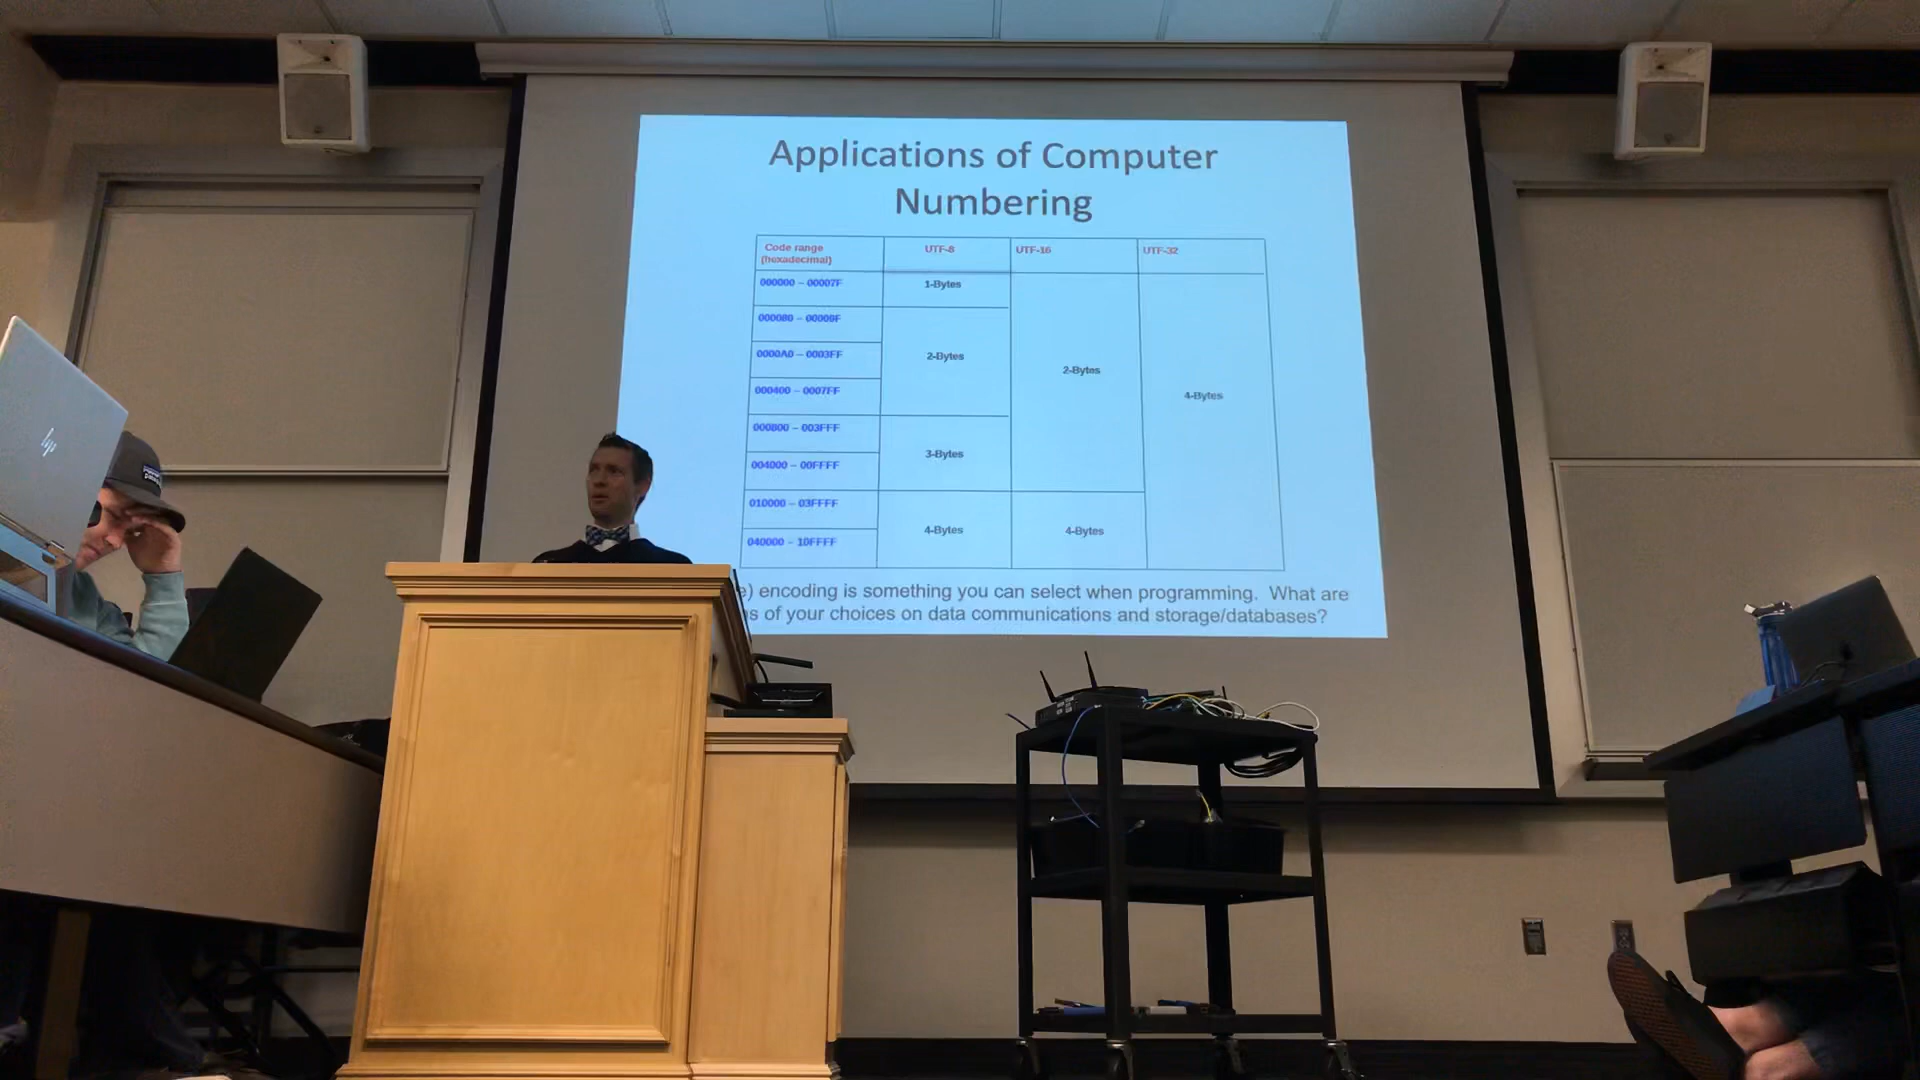 Applications of Computer
Numbering
Code range
(hexadecimal)
UTF-8
UTF-16
UTF-32
000000 – 00007F
1-Bytes
000080 – 00009F
0000A0 – 0003FF
2-Bytes
000400 – 0007FF
2-Bytes
4-Bytes
000800 – 003FFF
3-Bytes
004000 – 00FFFF
010000 – 03FFFF
4-Bytes
4-Bytes
040000 – 10FFFF
e) encoding is something you can select when programming. What are
s of your choices on data communications and storage/databases?
hp